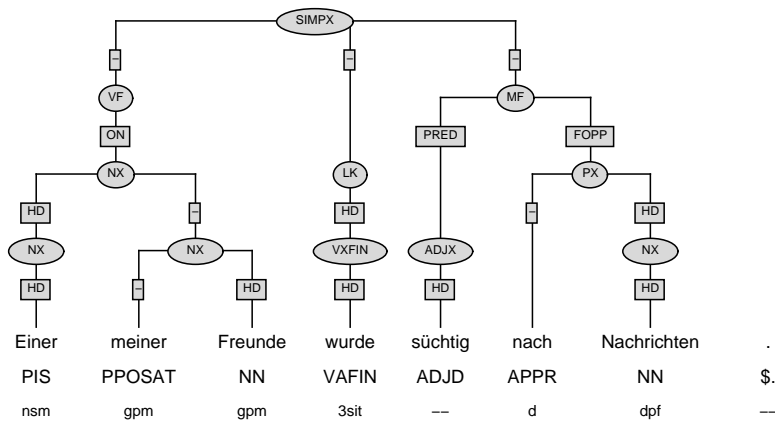 SIMPX
– – –
VF MF
ON PRED FOPP
NX LK PX
HD – HD – HD
NX NX VXFIN ADJX NX
HD – HD HD HD HD
Einer meiner Freunde wurde süchtig nach Nachrichten .
PIS PPOSAT NN VAFIN ADJD APPR NN $.
nsm gpm gpm 3sit –– d dpf ––